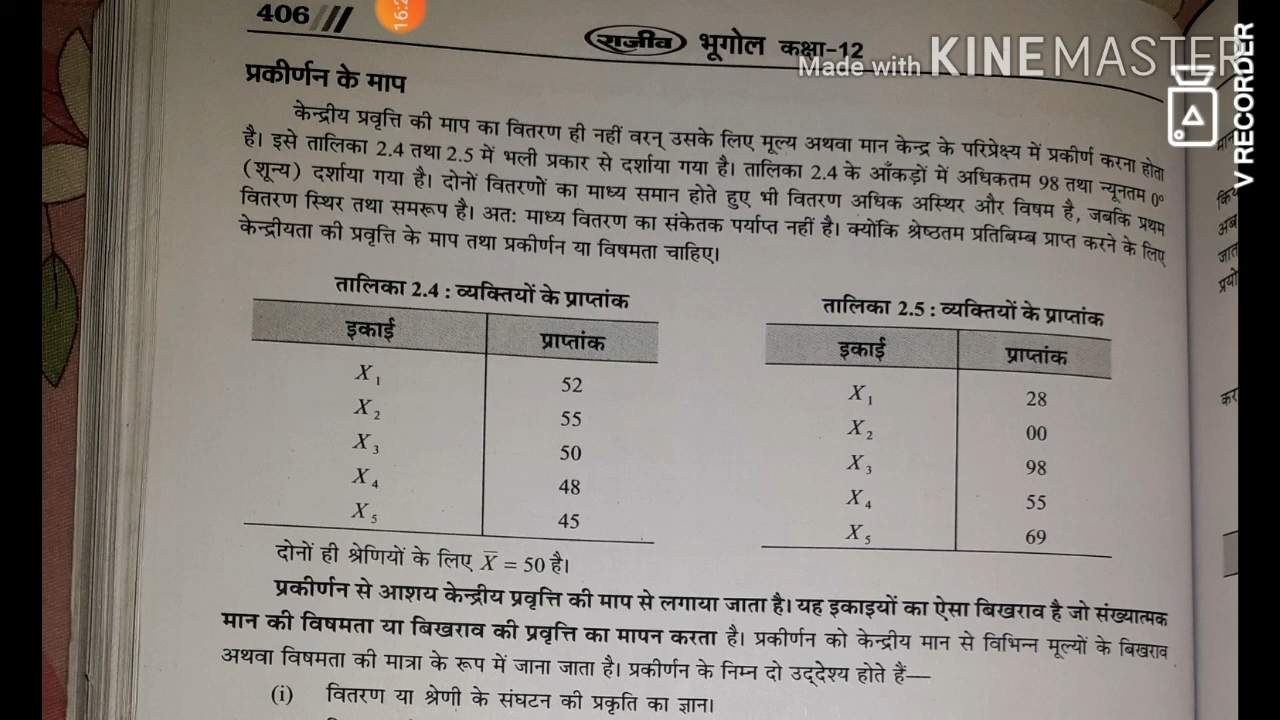 406
16:2
राजीव भूगोल कक्षा-12
Made with KINEMASTER
V RECORDER
प्रकीर्णन के माप
केन्द्रीय प्रवृत्ति की माप का वितरण ही नहीं वरन् उसके लिए मूल्य अथवा मान केन्द्र के परिप्रेक्ष्य में प्रकीर्ण करना होता
है। इसे तालिका 2.4 तथा 2.5 में भली प्रकार से दर्शाया गया है। तालिका 2.4 के आँकड़ों में अधिकतम 98 तथा न्यूनतम 0°
(शून्य) दर्शाया गया है। दोनों वितरणों का माध्य समान होते हुए भी वितरण अधिक अस्थिर और विषम है, जबकि प्रथम
वितरण स्थिर तथा समरूप है। अतः माध्य वितरण का संकेतक पर्याप्त नहीं है। क्योंकि श्रेष्ठतम प्रतिबिम्ब प्राप्त करने के लिए
केन्द्रीयता की प्रवृत्ति के माप तथा प्रकीर्णन या विषमता चाहिए।
तालिका 2.4 : व्यक्तियों के प्राप्तांक
इकाई प्राप्तांक
X₁ 52
X₂ 55
X₃ 50
X₄ 48
X₅ 45
तालिका 2.5 : व्यक्तियों के प्राप्तांक
इकाई प्राप्तांक
X₁ 28
X₂ 00
X₃ 98
X₄ 55
X₅ 69
दोनों ही श्रेणियों के लिए X̄ = 50 है।
प्रकीर्णन से आशय केन्द्रीय प्रवृत्ति की माप से लगाया जाता है। यह इकाइयों का ऐसा बिखराव है जो संख्यात्मक
मान की विषमता या बिखराव की प्रवृत्ति का मापन करता है। प्रकीर्णन को केन्द्रीय मान से विभिन्न मूल्यों के बिखराव
अथवा विषमता की मात्रा के रूप में जाना जाता है। प्रकीर्णन के निम्न दो उद्देश्य होते हैं—
(i) वितरण या श्रेणी के संघटन की प्रकृति का ज्ञान।